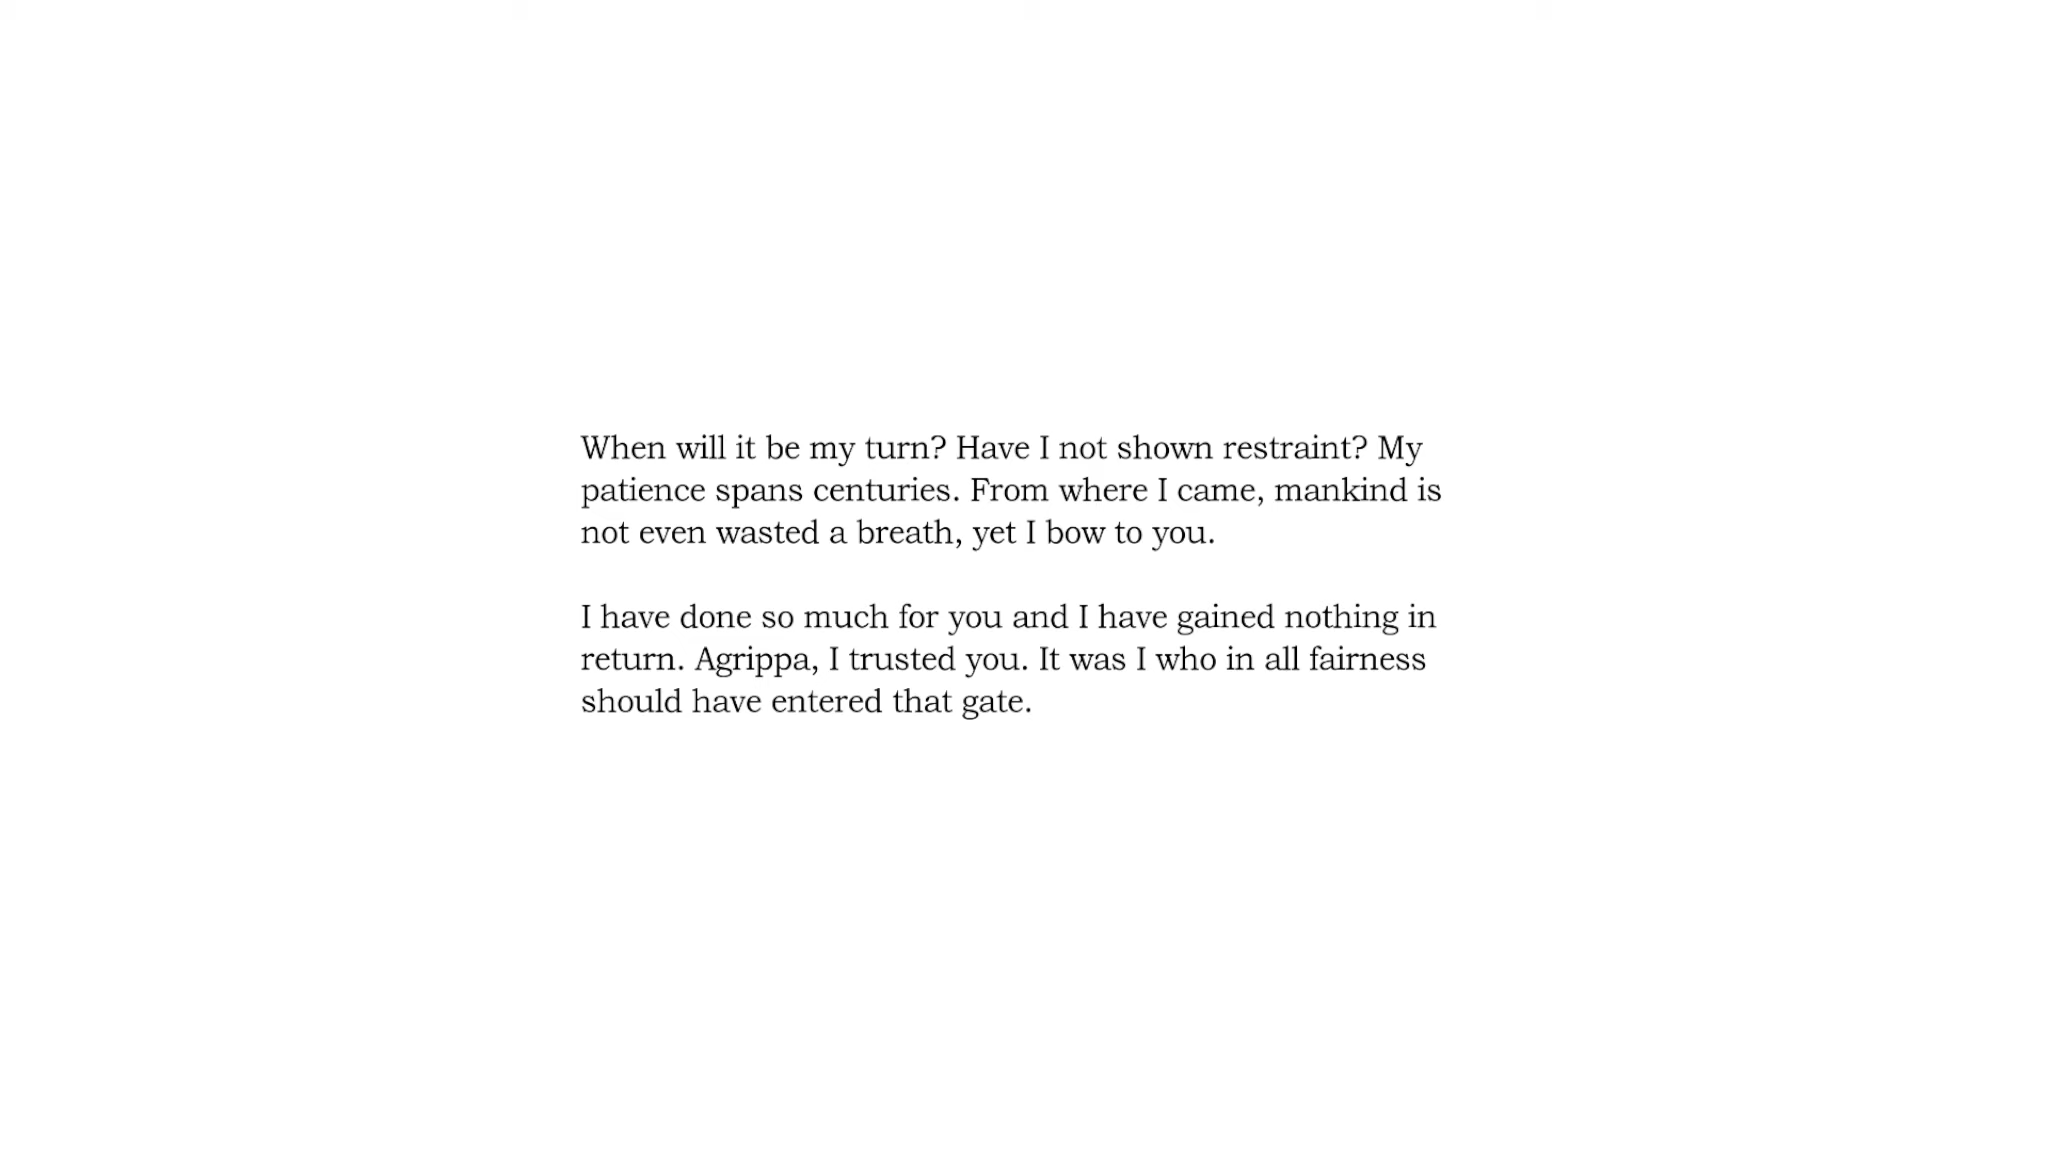 When will it be my turn? Have I not shown restraint? My
patience spans centuries. From where I came, mankind is
not even wasted a breath, yet I bow to you.
I have done so much for you and I have gained nothing in
return. Agrippa, I trusted you. It was I who in all fairness
should have entered that gate.